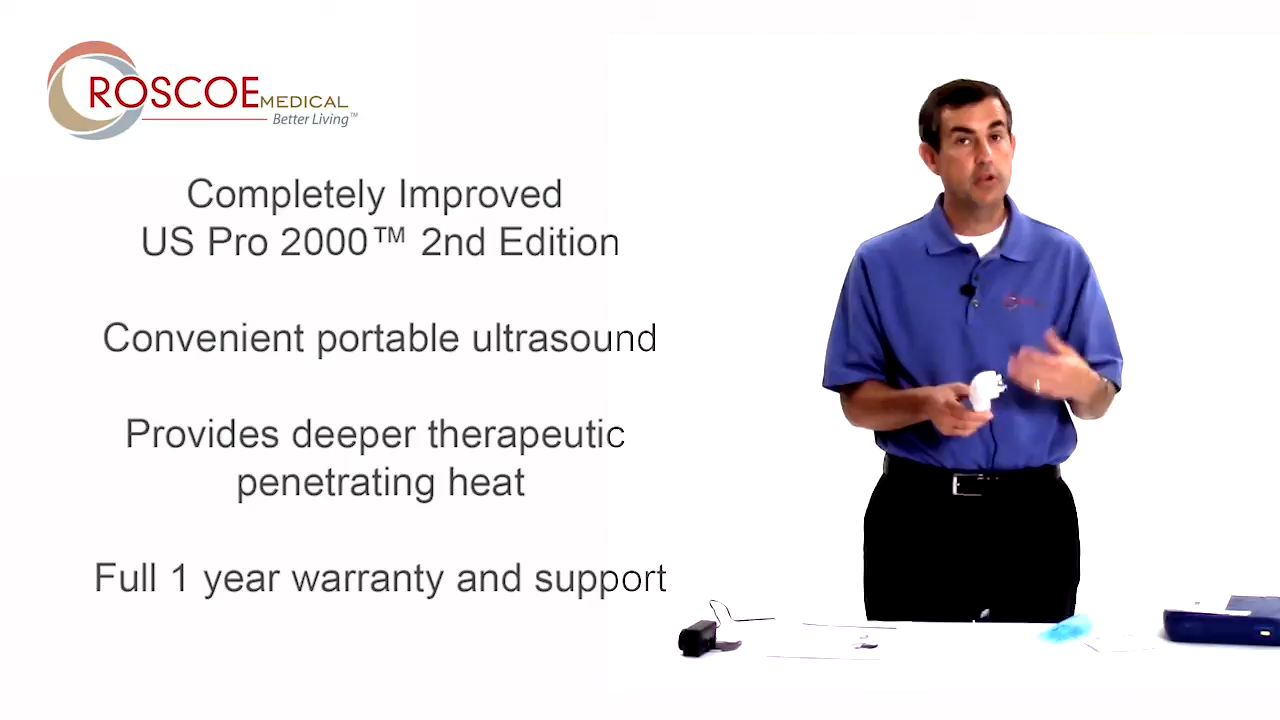 ROSCOE MEDICAL
Better Living™
Completely Improved
US Pro 2000™ 2nd Edition
Convenient portable ultrasound
Provides deeper therapeutic
penetrating heat
Full 1 year warranty and support